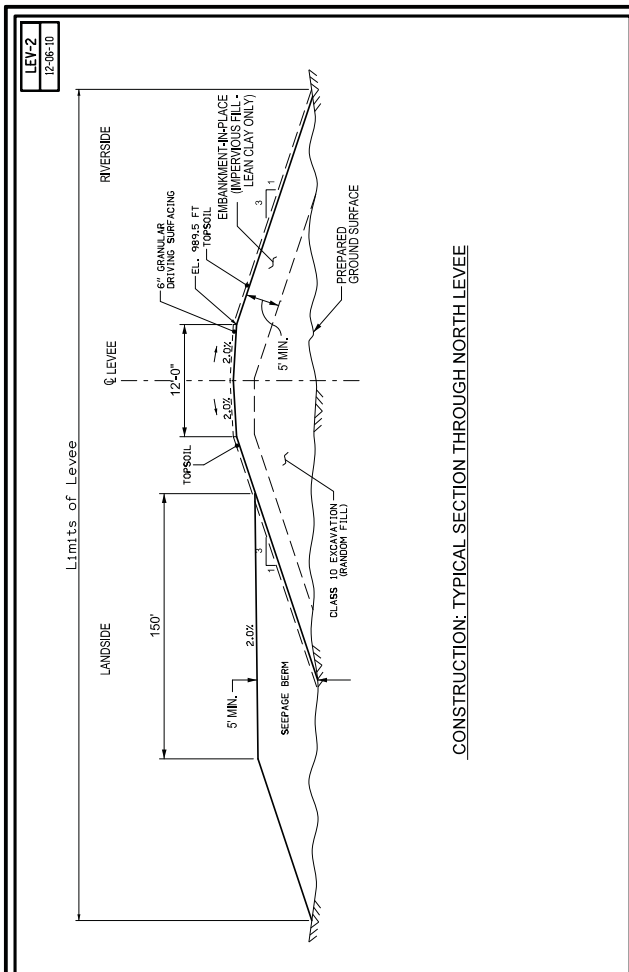 LEV-2
12-06-10
Limits of Levee
LANDSIDE
℄ LEVEE
RIVERSIDE
150'
12'-0"
6" GRANULAR
DRIVING SURFACING
EL. 989.5 FT
TOPSOIL
EMBANKMENT-IN-PLACE
(IMPERVIOUS FILL -
LEAN CLAY ONLY)
TOPSOIL
2.0%
2.0%
2.0%
3
1
3
1
5' MIN.
5' MIN.
SEEPAGE BERM
CLASS 10 EXCAVATION
(RANDOM FILL)
PREPARED
GROUND SURFACE
CONSTRUCTION: TYPICAL SECTION THROUGH NORTH LEVEE